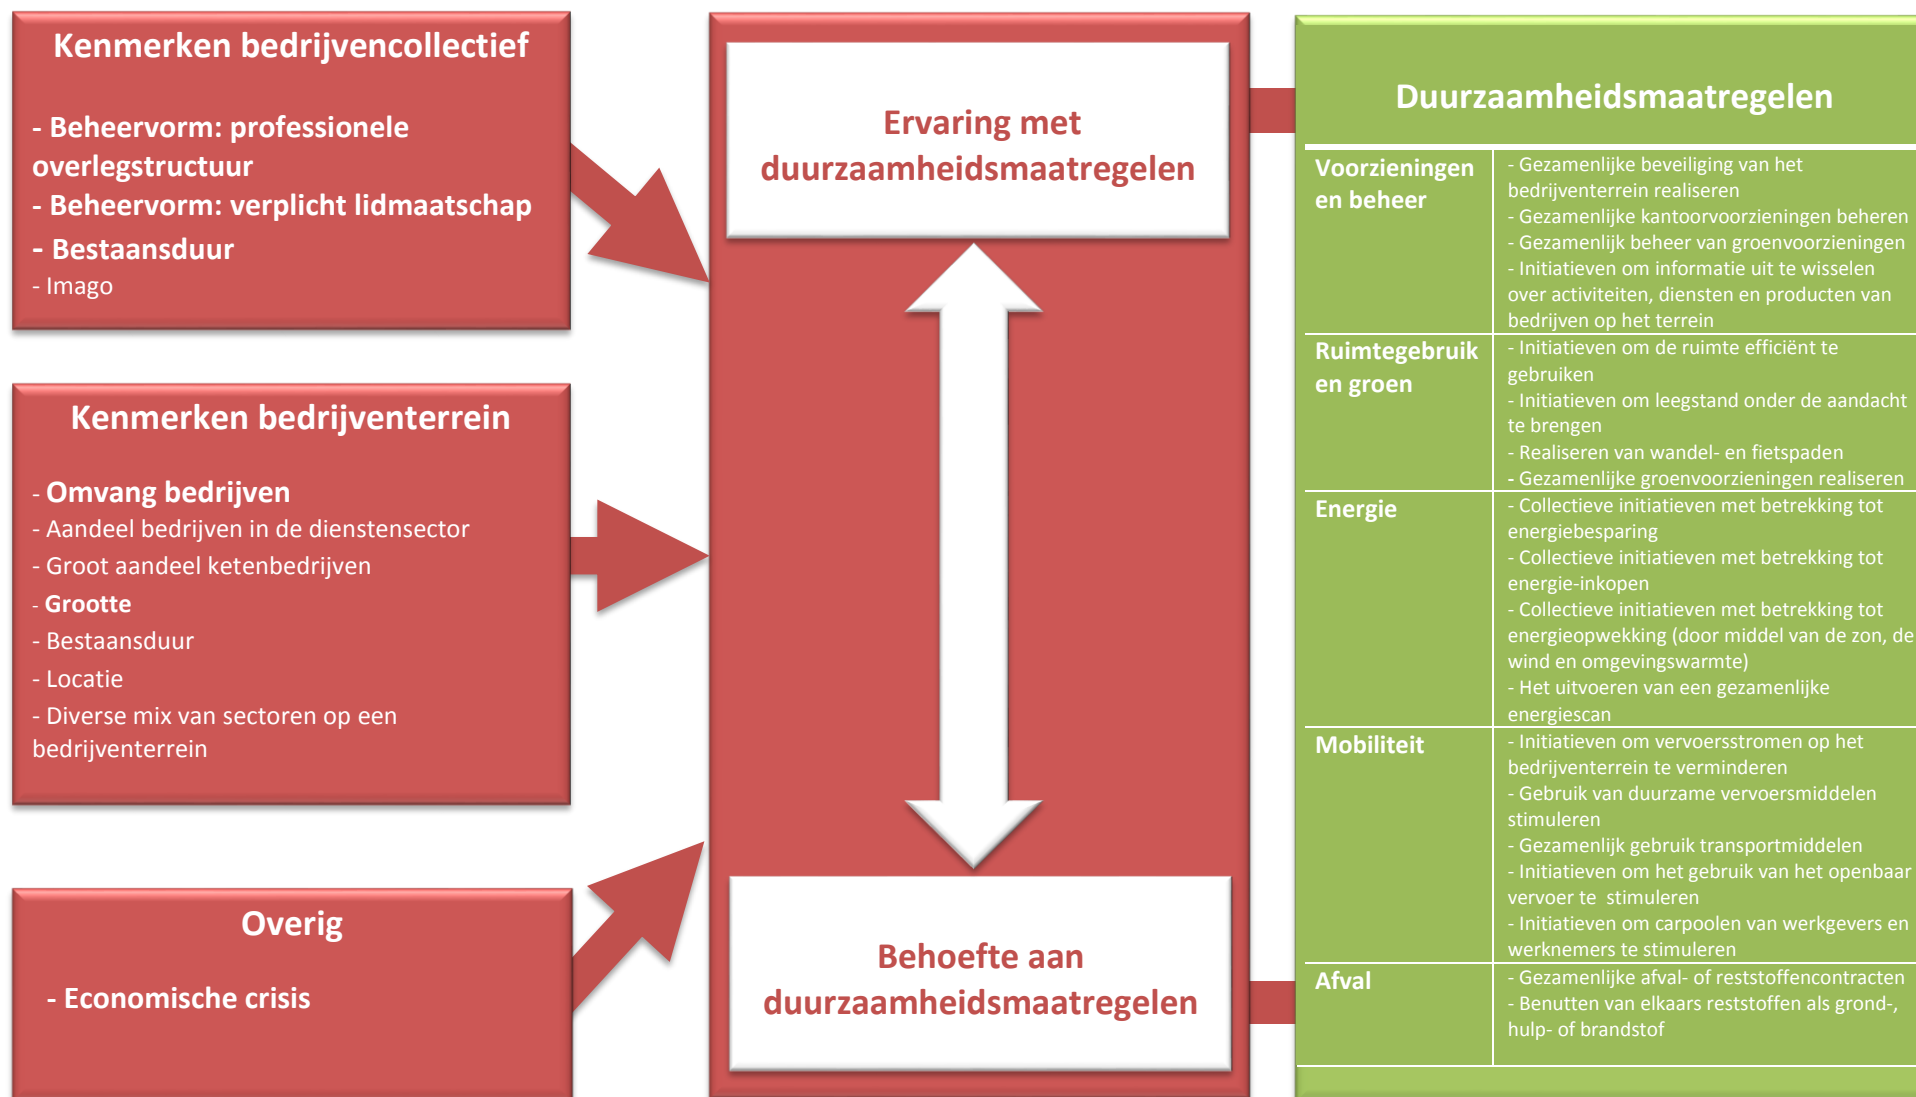 Kenmerken bedrijvencollectief
- Beheervorm: professionele
overlegstructuur
- Beheervorm: verplicht lidmaatschap
- Bestaansduur
- Imago
Kenmerken bedrijventerrein
- Omvang bedrijven
- Aandeel bedrijven in de dienstensector
- Groot aandeel ketenbedrijven
- Grootte
- Bestaansduur
- Locatie
- Diverse mix van sectoren op een
bedrijventerrein
Overig
- Economische crisis
Ervaring met
duurzaamheidsmaatregelen
Behoefte aan
duurzaamheidsmaatregelen
Duurzaamheidsmaatregelen
Voorzieningen
en beheer
- Gezamenlijke beveiliging van het
bedrijventerrein realiseren
- Gezamenlijke kantoorvoorzieningen beheren
- Gezamenlijk beheer van groenvoorzieningen
- Initiatieven om informatie uit te wisselen
over activiteiten, diensten en producten van
bedrijven op het terrein
Ruimtegebruik
en groen
- Initiatieven om de ruimte efficiënt te
gebruiken
- Initiatieven om leegstand onder de aandacht
te brengen
- Realiseren van wandel- en fietspaden
- Gezamenlijke groenvoorzieningen realiseren
Energie
- Collectieve initiatieven met betrekking tot
energiebesparing
- Collectieve initiatieven met betrekking tot
energie-inkopen
- Collectieve initiatieven met betrekking tot
energieopwekking (door middel van de zon, de
wind en omgevingswarmte)
- Het uitvoeren van een gezamenlijke
energiescan
Mobiliteit
- Initiatieven om vervoersstromen op het
bedrijventerrein te verminderen
- Gebruik van duurzame vervoersmiddelen
stimuleren
- Gezamenlijk gebruik transportmiddelen
- Initiatieven om het gebruik van het openbaar
vervoer te stimuleren
- Initiatieven om carpoolen van werkgevers en
werknemers te stimuleren
Afval
- Gezamenlijke afval- of reststoffencontracten
- Benutten van elkaars reststoffen als grond-,
hulp- of brandstof